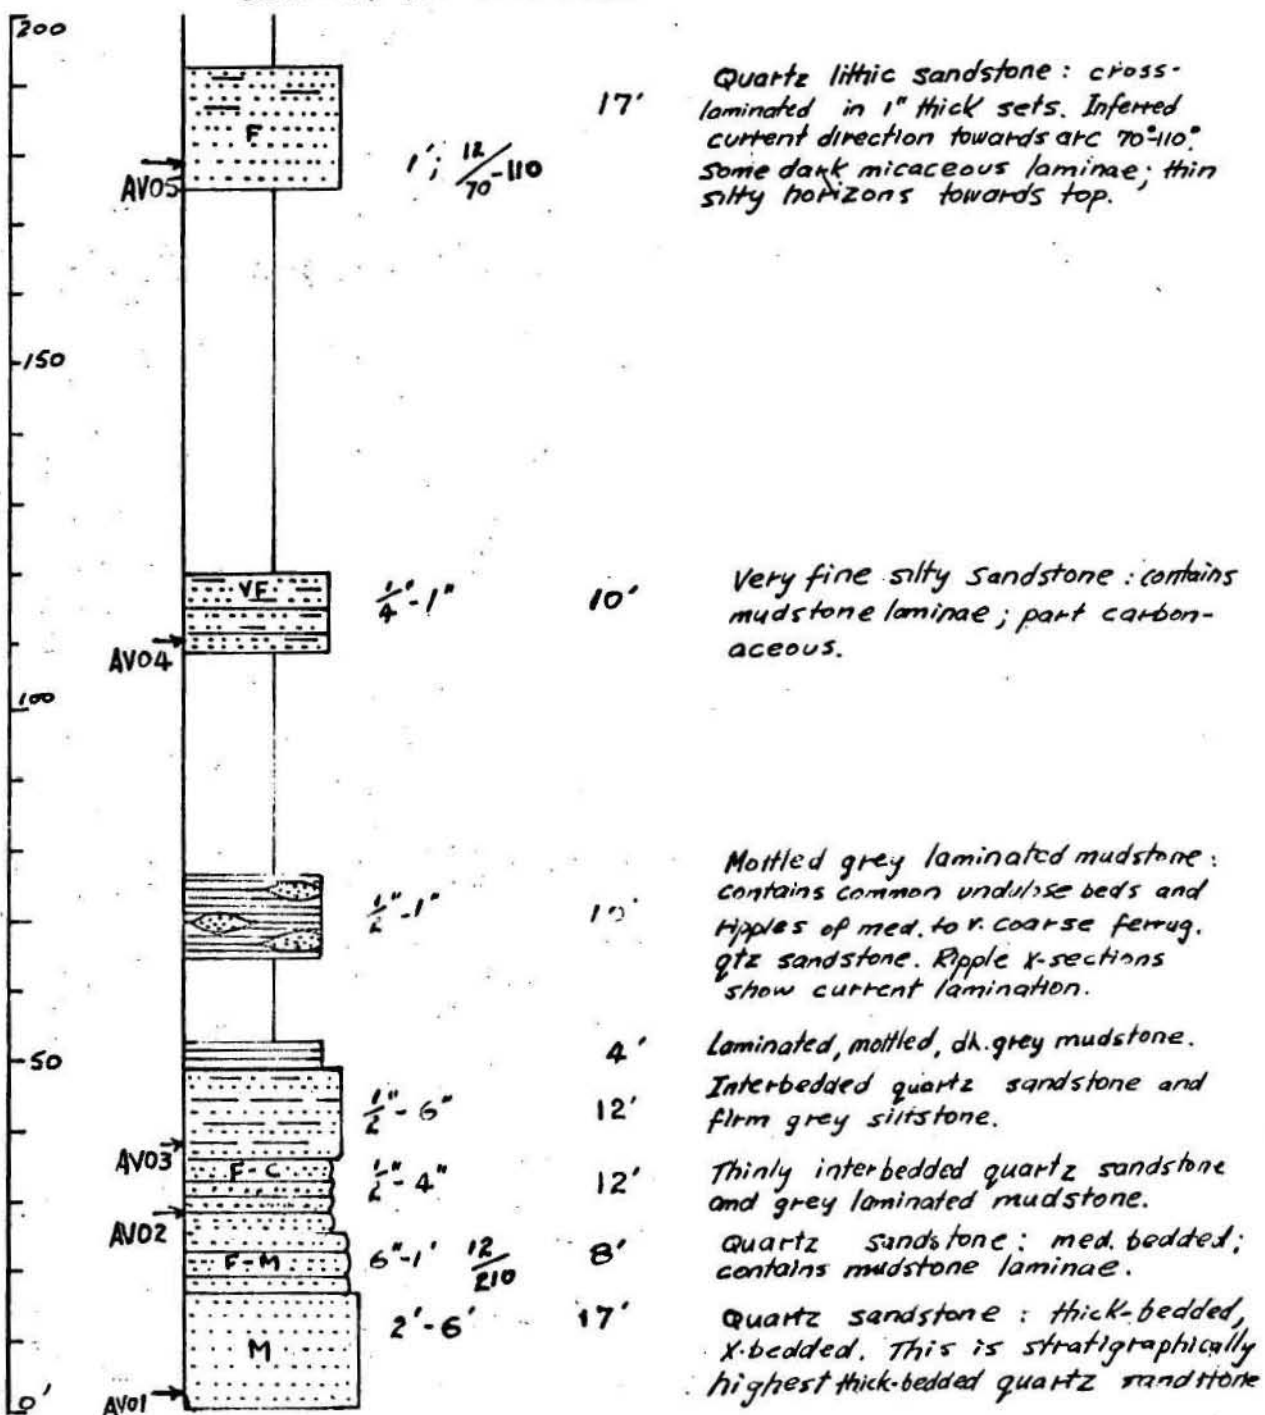 200
17'
Quartz lithic sandstone: cross-
laminated in 1" thick sets. Inferred
current direction towards arc 70°-110°.
Some dark micaceous laminae; thin
silty horizons towards top.
F
1'; 12/70-110
AV05
150
VF
1/4"-1"
10'
Very fine silty sandstone: contains
mudstone laminae; part carbon-
aceous.
AV04
100
1/2"-1"
Mottled grey laminated mudstone:
contains common undulose beds and
ripples of med. to v. coarse ferrug.
qtz sandstone. Ripple X-sections
show current lamination.
50
4'
Laminated, mottled, dk. grey mudstone.
1/2"-6"
12'
Interbedded quartz sandstone and
firm grey siltstone.
AV03
F-C
1/2"-4"
12'
Thinly interbedded quartz sandstone
and grey laminated mudstone.
AV02
F-M
6"-1'
12/210
8'
Quartz sandstone: med. bedded;
contains mudstone laminae.
M
2'-6'
17'
Quartz sandstone: thick-bedded,
X-bedded. This is stratigraphically
highest thick-bedded quartz sandstone
0'
AV01